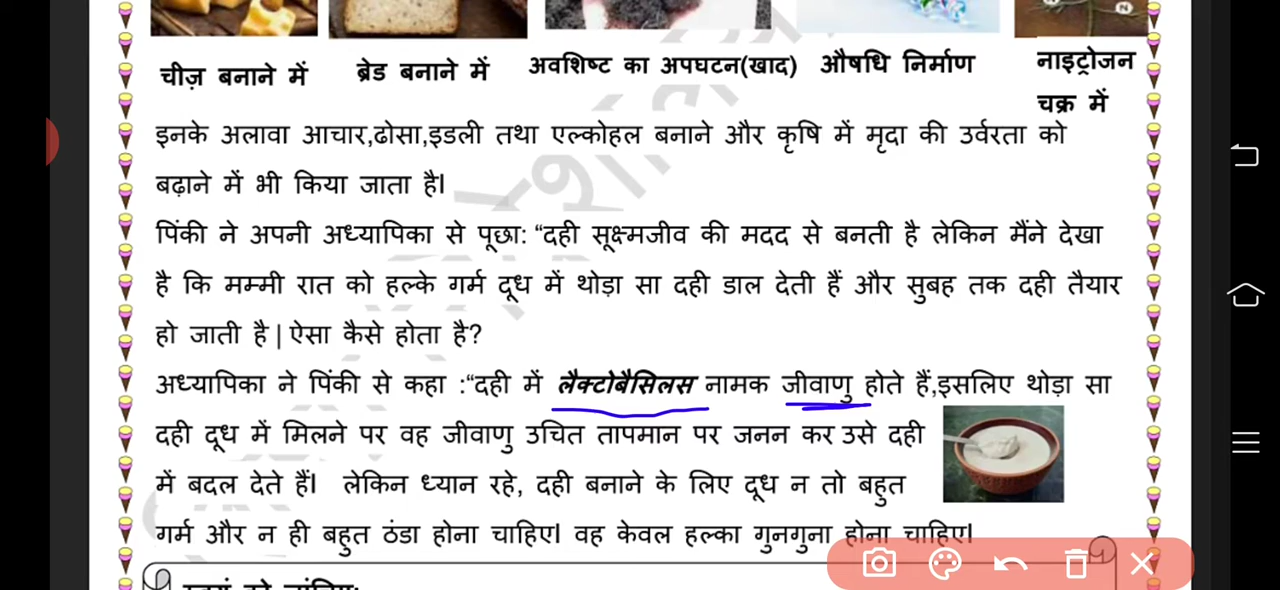 चीज़ बनाने में
ब्रेड बनाने में
अवशिष्ट का अपघटन(खाद)
औषधि निर्माण
नाइट्रोजन
चक्र में
इनके अलावा आचार,ढोसा,इडली तथा एल्कोहल बनाने और कृषि में मृदा की उर्वरता को
बढ़ाने में भी किया जाता है।
पिंकी ने अपनी अध्यापिका से पूछा: “दही सूक्ष्मजीव की मदद से बनती है लेकिन मैंने देखा
है कि मम्मी रात को हल्के गर्म दूध में थोड़ा सा दही डाल देती हैं और सुबह तक दही तैयार
हो जाती है | ऐसा कैसे होता है?
अध्यापिका ने पिंकी से कहा :“दही में लैक्टोबैसिलस नामक जीवाणु होते हैं,इसलिए थोड़ा सा
दही दूध में मिलने पर वह जीवाणु उचित तापमान पर जनन कर उसे दही
में बदल देते हैं। लेकिन ध्यान रहे, दही बनाने के लिए दूध न तो बहुत
गर्म और न ही बहुत ठंडा होना चाहिए। वह केवल हल्का गुनगुना होना चाहिए।